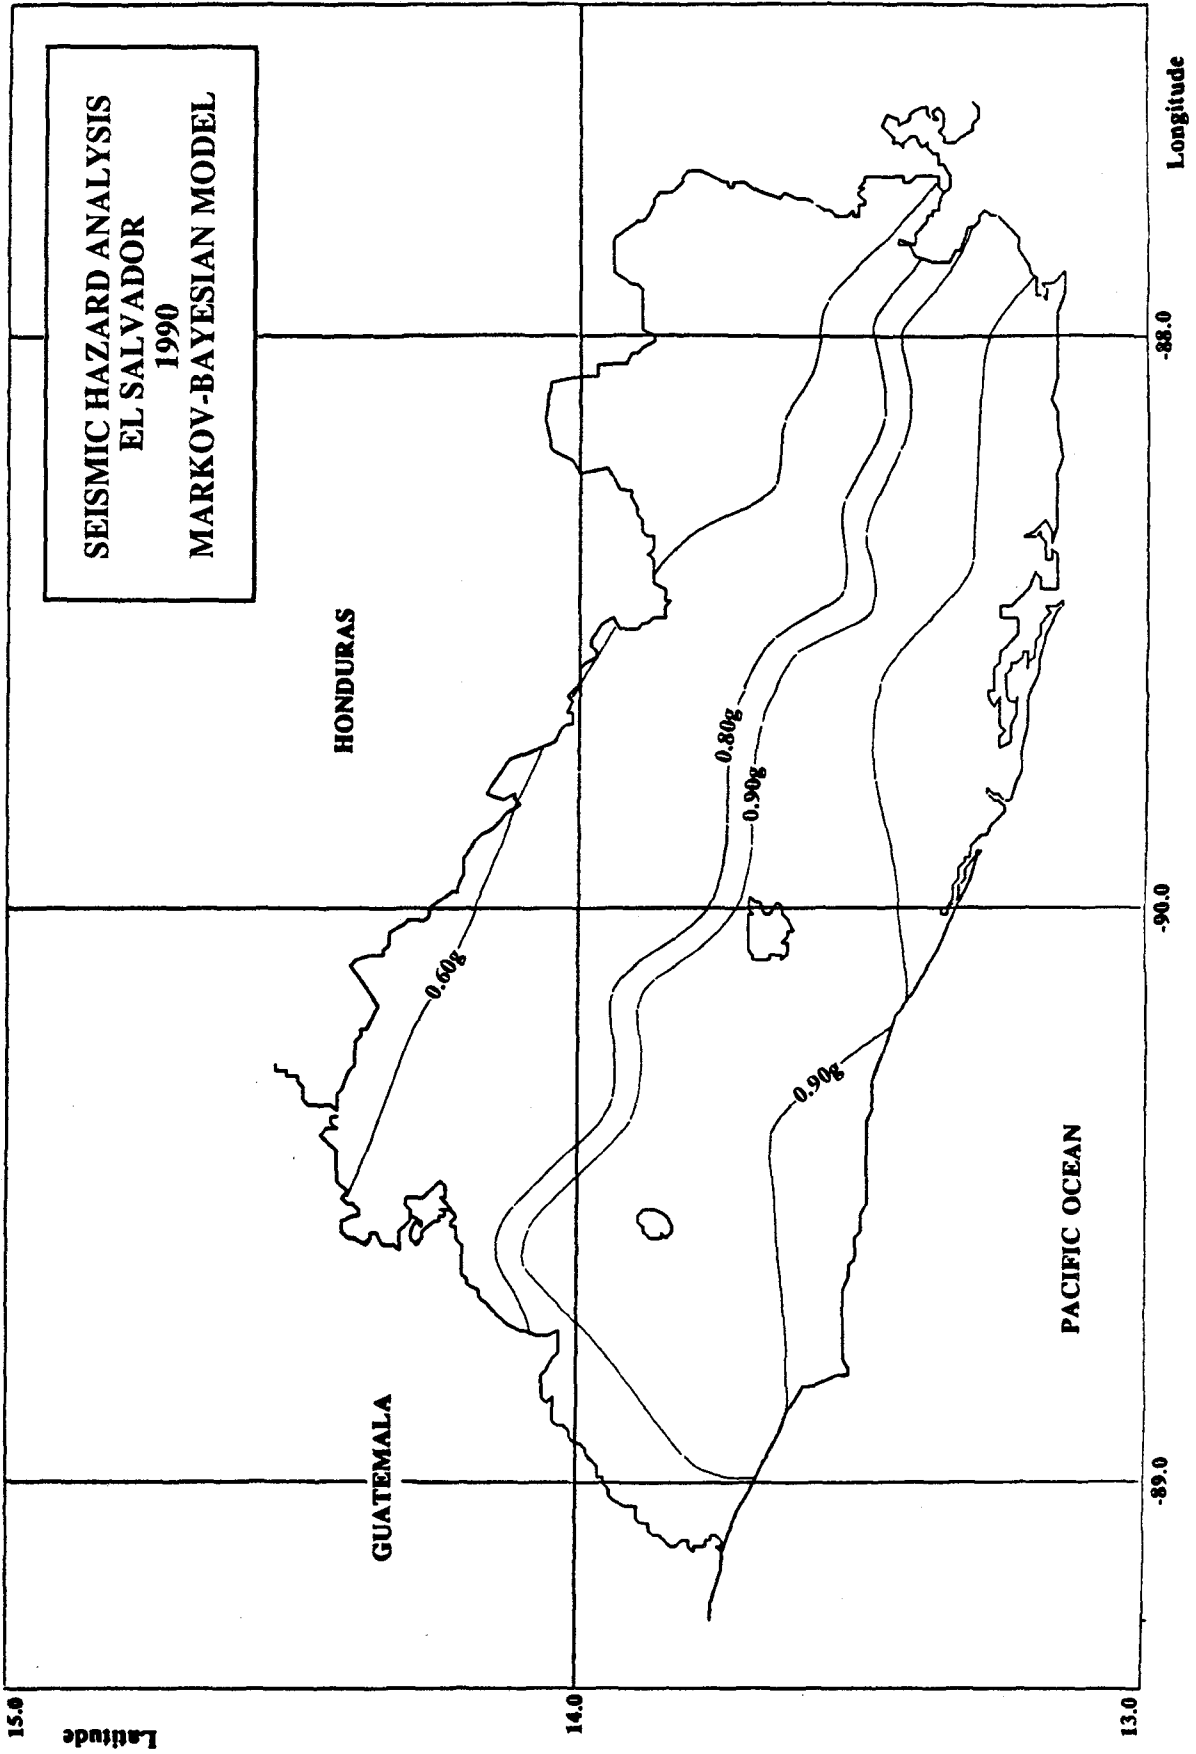 SEISMIC HAZARD ANALYSIS
EL SALVADOR
1990
MARKOV-BAYESIAN MODEL
HONDURAS
GUATEMALA
PACIFIC OCEAN
0.60g
0.80g
0.90g
0.90g
Latitude
15.0
14.0
13.0
-89.0
-90.0
-88.0
Longitude